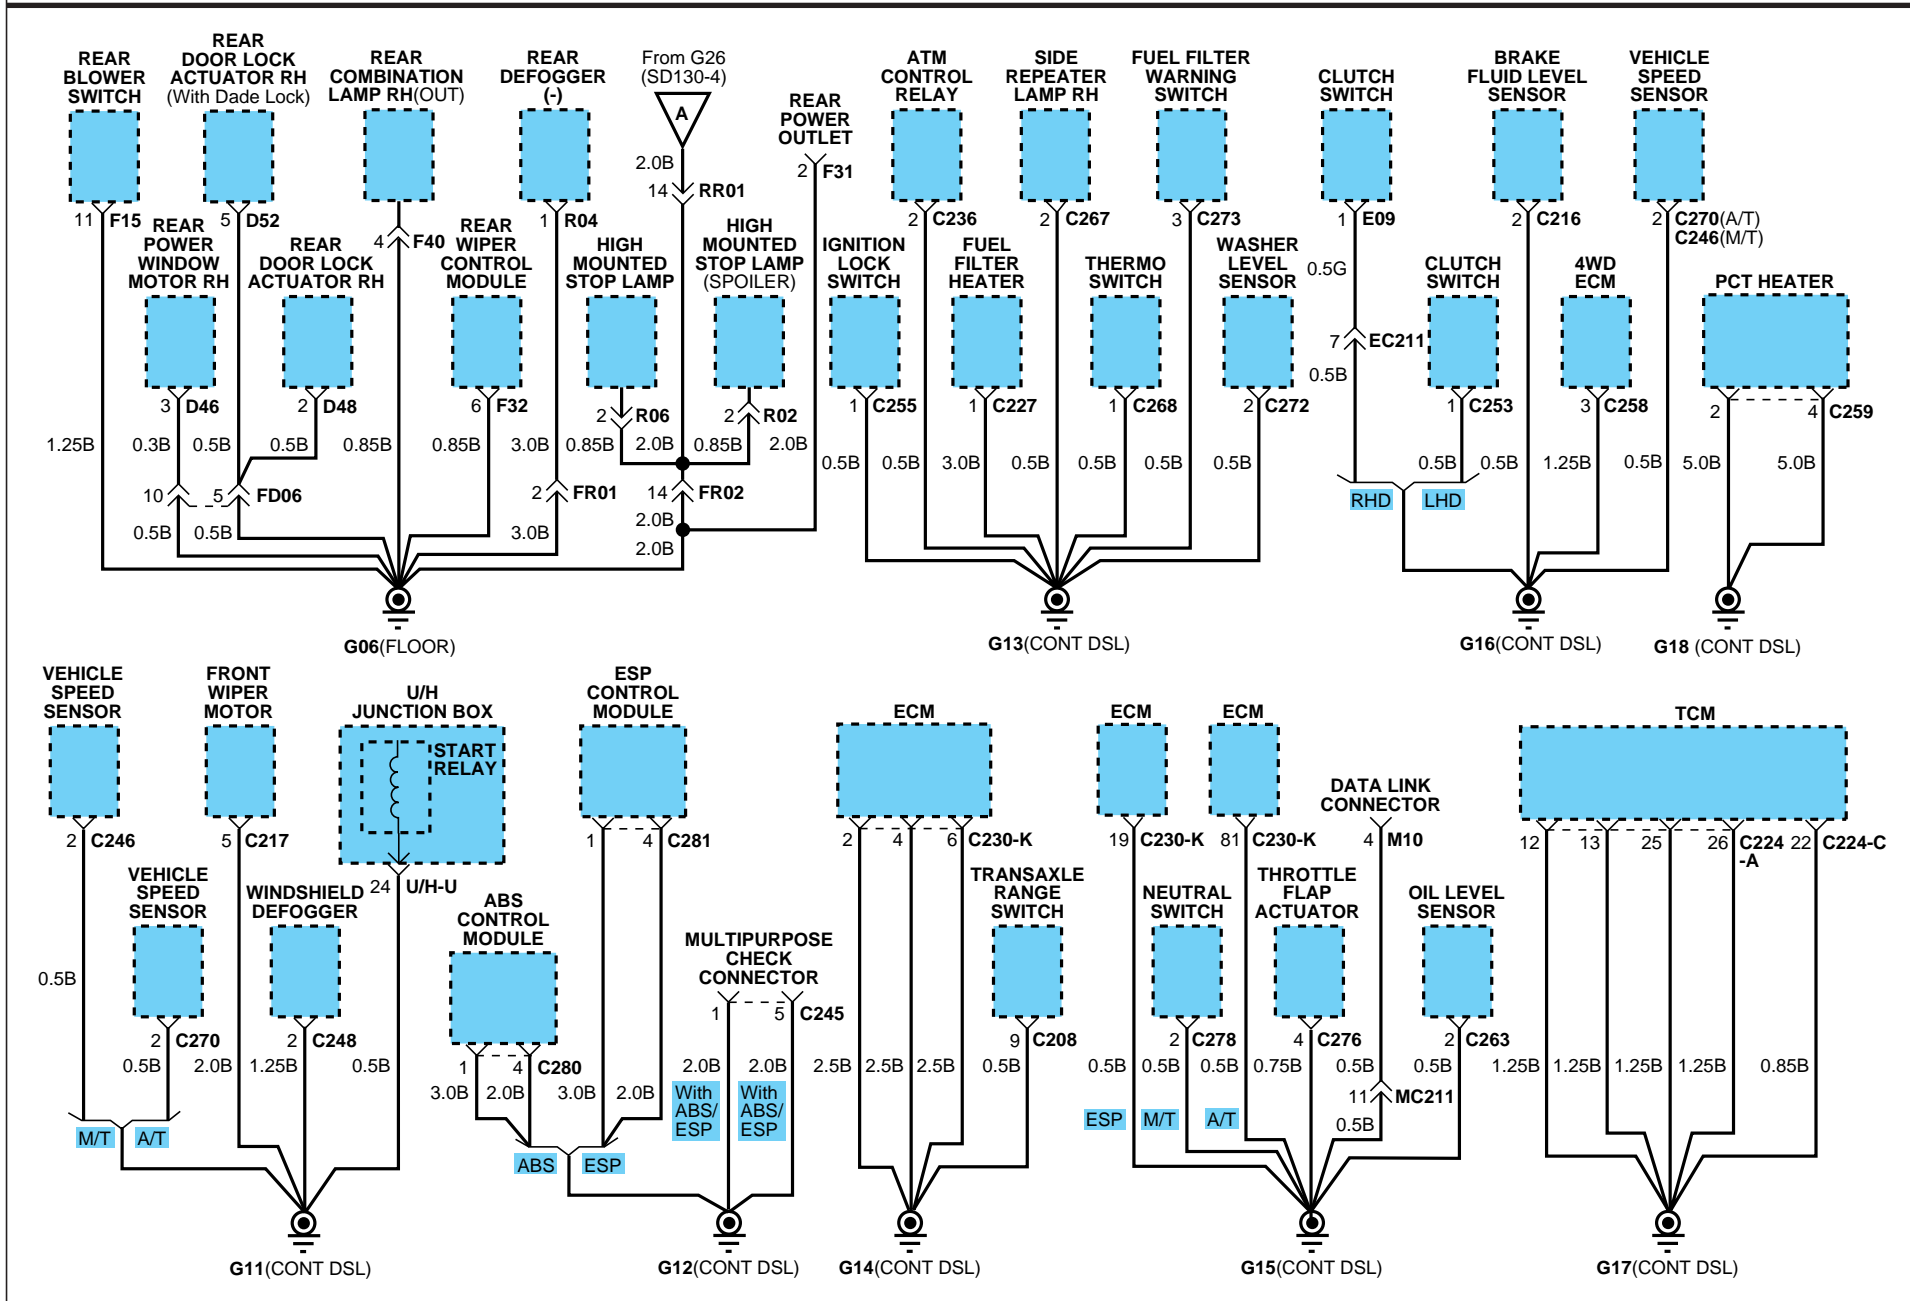 REAR
BLOWER
SWITCH
REAR
DOOR LOCK
ACTUATOR RH
(With Dade Lock)
REAR
COMBINATION
LAMP RH(OUT)
REAR
DEFOGGER
(-)
From G26
(SD130-4)
A
REAR
POWER
OUTLET
ATM
CONTROL
RELAY
SIDE
REPEATER
LAMP RH
FUEL FILTER
WARNING
SWITCH
CLUTCH
SWITCH
BRAKE
FLUID LEVEL
SENSOR
VEHICLE
SPEED
SENSOR
2.0B
14 RR01
2 F31
11 F15
5 D52
4 F40
1 R04
2 C236
2 C267
3 C273
1 E09
2 C216
2 C270(A/T)
C246(M/T)
REAR
POWER
WINDOW
MOTOR RH
REAR
DOOR LOCK
ACTUATOR RH
REAR
WIPER
CONTROL
MODULE
HIGH
MOUNTED
STOP LAMP
HIGH
MOUNTED
STOP LAMP
(SPOILER)
IGNITION
LOCK
SWITCH
FUEL
FILTER
HEATER
THERMO
SWITCH
WASHER
LEVEL
SENSOR
0.5G
CLUTCH
SWITCH
4WD
ECM
PCT HEATER
7 EC211
0.5B
3 D46
2 D48
6 F32
2 R06
2 R02
1 C255
1 C227
1 C268
2 C272
1 C253
3 C258
2 4 C259
1.25B 0.3B 0.5B 0.5B 0.85B 0.85B 3.0B 0.85B 2.0B 0.85B 2.0B
0.5B 0.5B 3.0B 0.5B 0.5B 0.5B 0.5B
0.5B 0.5B 1.25B 0.5B 5.0B 5.0B
10 5 FD06
2 FR01
14 FR02
RHD LHD
0.5B 0.5B
3.0B
2.0B
2.0B
G06(FLOOR)
G13(CONT DSL)
G16(CONT DSL)
G18 (CONT DSL)
VEHICLE
SPEED
SENSOR
FRONT
WIPER
MOTOR
U/H
JUNCTION BOX
START
RELAY
ESP
CONTROL
MODULE
ECM
ECM
ECM
TCM
DATA LINK
CONNECTOR
2 C246
5 C217
24 U/H-U
1 4 C281
2 4 6 C230-K
19 C230-K
81 C230-K
4 M10
12 13 25 26 C224
-A
22 C224-C
VEHICLE
SPEED
SENSOR
WINDSHIELD
DEFOGGER
ABS
CONTROL
MODULE
MULTIPURPOSE
CHECK
CONNECTOR
TRANSAXLE
RANGE
SWITCH
NEUTRAL
SWITCH
THROTTLE
FLAP
ACTUATOR
OIL LEVEL
SENSOR
0.5B
1 5 C245
2 C270
2 C248
1 4 C280
9 C208
2 C278
4 C276
2 C263
0.5B 2.0B 1.25B 0.5B
3.0B 2.0B 3.0B 2.0B
2.0B 2.0B
2.5B 2.5B 2.5B 0.5B
0.5B 0.5B 0.5B 0.75B 0.5B 0.5B
1.25B 1.25B 1.25B 1.25B 0.85B
With
ABS/
ESP
With
ABS/
ESP
11 MC211
0.5B
ESP M/T A/T
M/T A/T
ABS ESP
G11(CONT DSL)
G12(CONT DSL)
G14(CONT DSL)
G15(CONT DSL)
G17(CONT DSL)